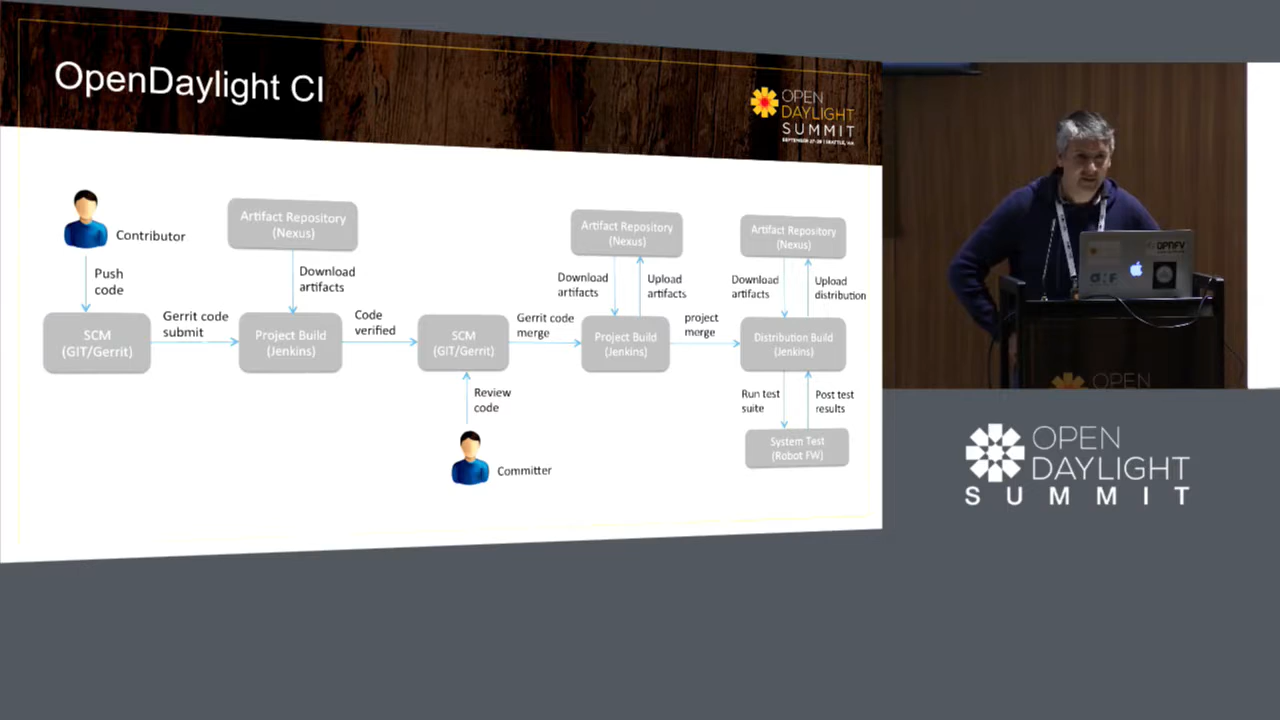 OpenDaylight CI
OPEN
DAYLIGHT
SUMMIT
Contributor
Artifact Repository
(Nexus)
Artifact Repository
(Nexus)
Artifact Repository
(Nexus)
Push
code
Download
artifacts
Download
artifacts
Upload
artifacts
Download
artifacts
Upload
distribution
SCM
(GIT/Gerrit)
Gerrit code
submit
Project Build
(Jenkins)
Code
verified
SCM
(GIT/Gerrit)
Gerrit code
merge
Project Build
(Jenkins)
project
merge
Distribution Build
(Jenkins)
Review
code
Run test
suite
Post test
results
Committer
System Test
(Robot FW)
OPNFV
OPEN
OPEN
DAYLIGHT
SUMMIT